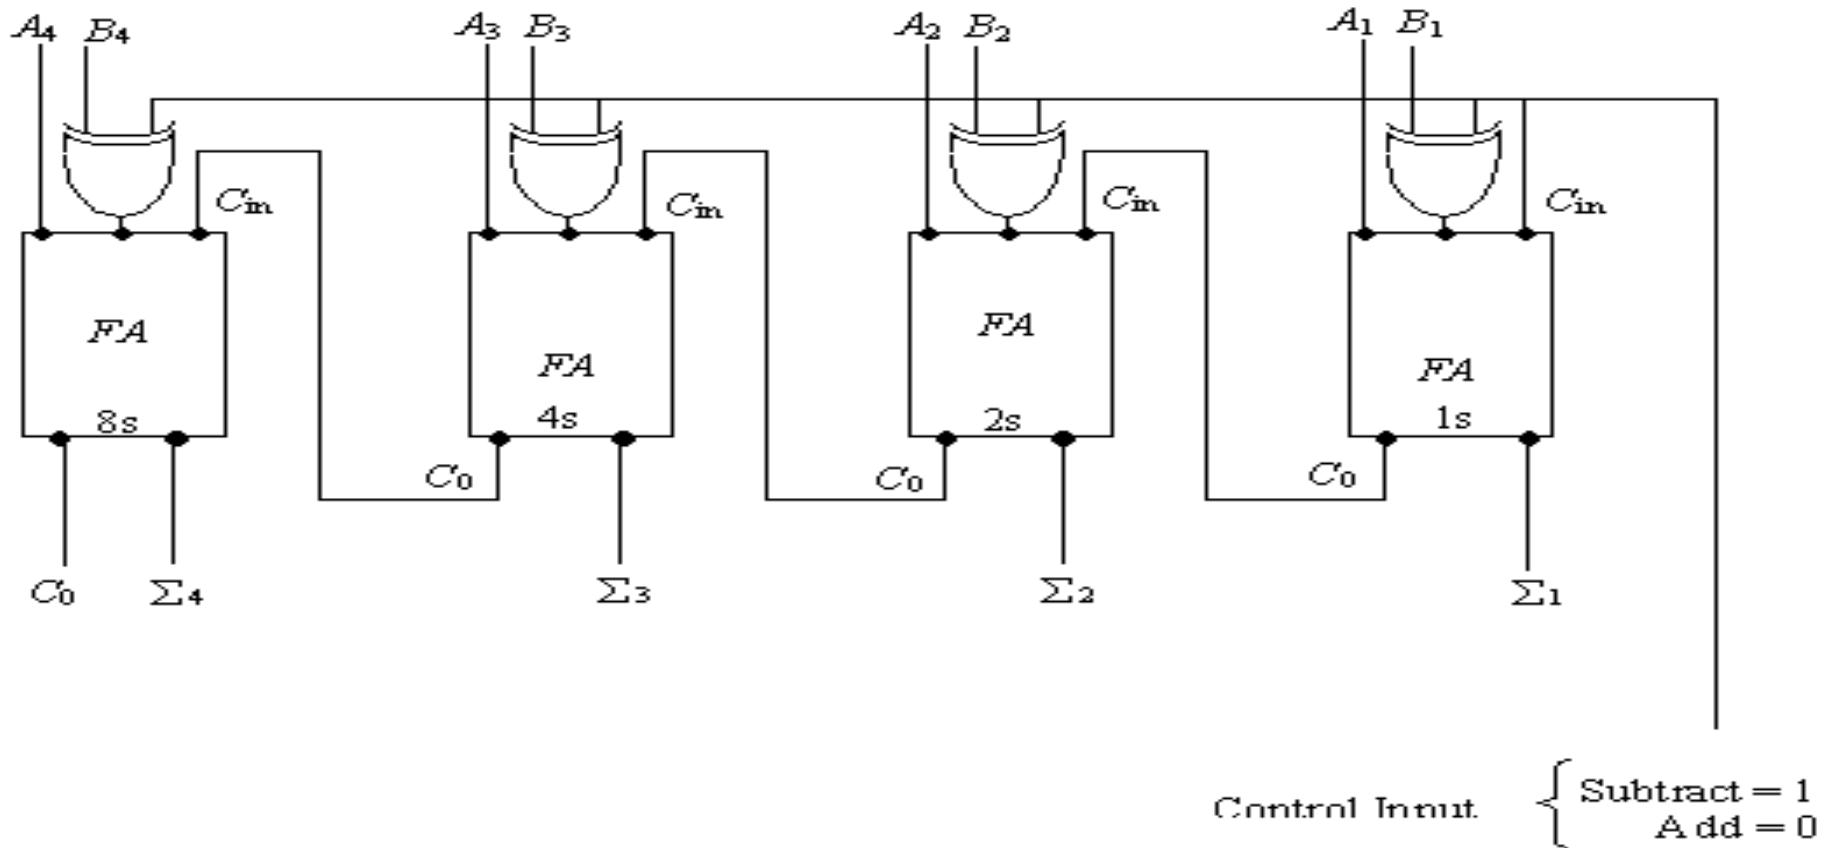 A4 B4 A3 B3 A2 B2 A1 B1
Cin Cin Cin Cin
FA FA FA FA
8s 4s 2s 1s
C0 C0 C0
C0 Σ4 Σ3 Σ2 Σ1
Control Input { Subtract = 1
Add = 0